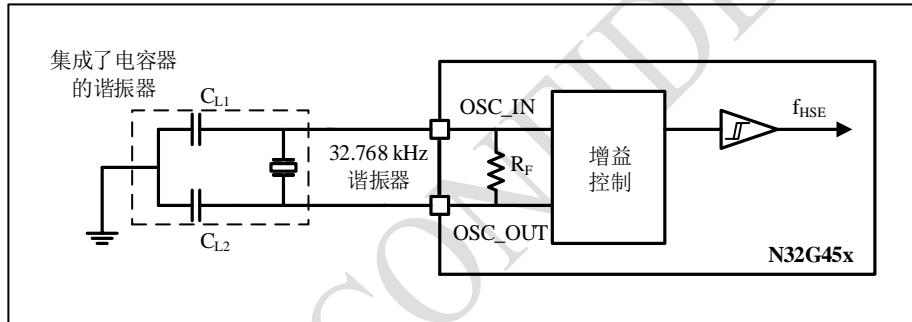 集成了电容器
的谐振器
CL1
CL2
32.768 kHz
谐振器
OSC_IN
RF
OSC_OUT
增益
控制
fHSE
N32G45x
CONFIDE